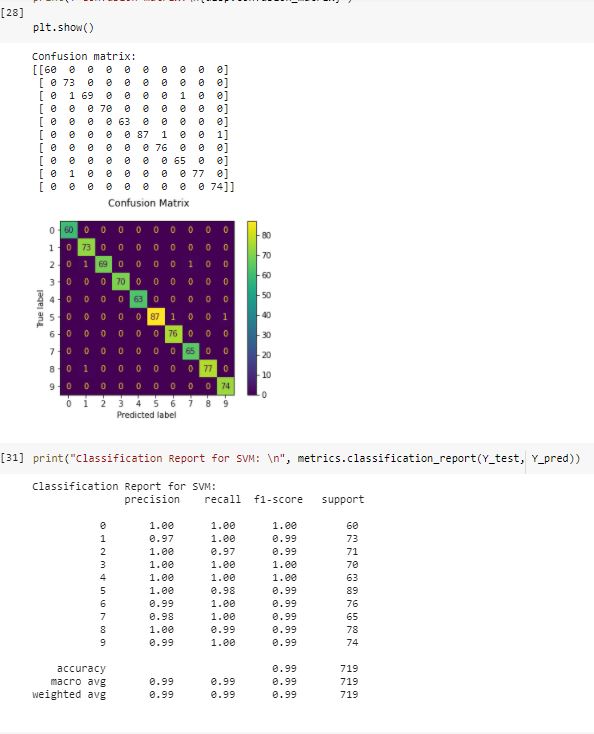 [28]
plt.show()
Confusion matrix:
[[60 0 0 0 0 0 0 0 0 0]
[ 0 73 0 0 0 0 0 0 0 0]
[ 0 1 69 0 0 0 0 1 0 0]
[ 0 0 0 70 0 0 0 0 0 0]
[ 0 0 0 0 63 0 0 0 0 0]
[ 0 0 0 0 0 87 1 0 0 1]
[ 0 0 0 0 0 0 76 0 0 0]
[ 0 0 0 0 0 0 0 65 0 0]
[ 0 1 0 0 0 0 0 0 77 0]
[ 0 0 0 0 0 0 0 0 0 74]]
Confusion Matrix
0 60 0 0 0 0 0 0 0 0 0
1 0 73 0 0 0 0 0 0 0 0
2 0 1 69 0 0 0 0 1 0 0
3 0 0 0 70 0 0 0 0 0 0
4 0 0 0 0 63 0 0 0 0 0
5 0 0 0 0 0 87 1 0 0 1
6 0 0 0 0 0 0 76 0 0 0
7 0 0 0 0 0 0 0 65 0 0
8 0 1 0 0 0 0 0 0 77 0
9 0 0 0 0 0 0 0 0 0 74
0 1 2 3 4 5 6 7 8 9
Predicted label
True label
80
70
60
50
40
30
20
10
0
[31] print("Classification Report for SVM: \n", metrics.classification_report(Y_test, Y_pred))
Classification Report for SVM:
precision recall f1-score support
0 1.00 1.00 1.00 60
1 0.97 1.00 0.99 73
2 1.00 0.97 0.99 71
3 1.00 1.00 1.00 70
4 1.00 1.00 1.00 63
5 1.00 0.98 0.99 89
6 0.99 1.00 0.99 76
7 0.98 1.00 0.99 65
8 1.00 0.99 0.99 78
9 0.99 1.00 0.99 74
accuracy 0.99 719
macro avg 0.99 0.99 0.99 719
weighted avg 0.99 0.99 0.99 719